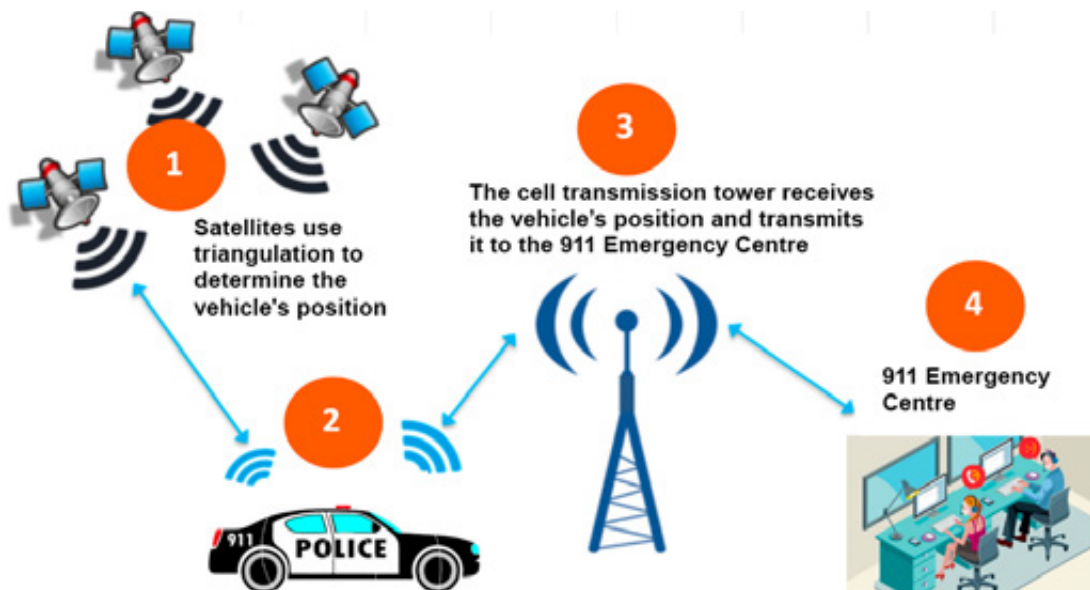 1
Satellites use
triangulation to
determine the
vehicle's position
2
911
POLICE
3
The cell transmission tower receives
the vehicle's position and transmits
it to the 911 Emergency Centre
4
911 Emergency
Centre